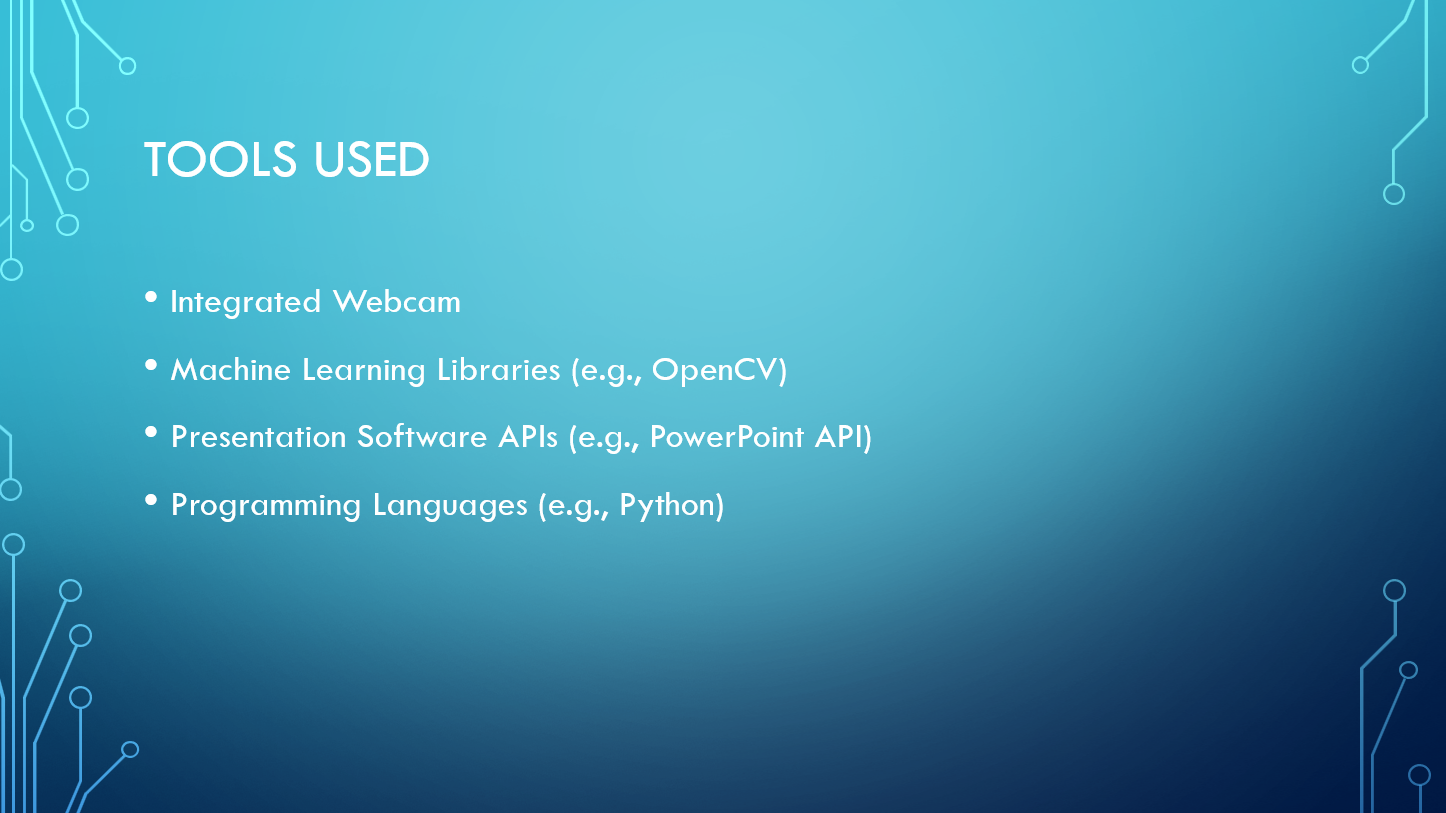 TOOLS USED
• Integrated Webcam
• Machine Learning Libraries (e.g., OpenCV)
• Presentation Software APIs (e.g., PowerPoint API)
• Programming Languages (e.g., Python)